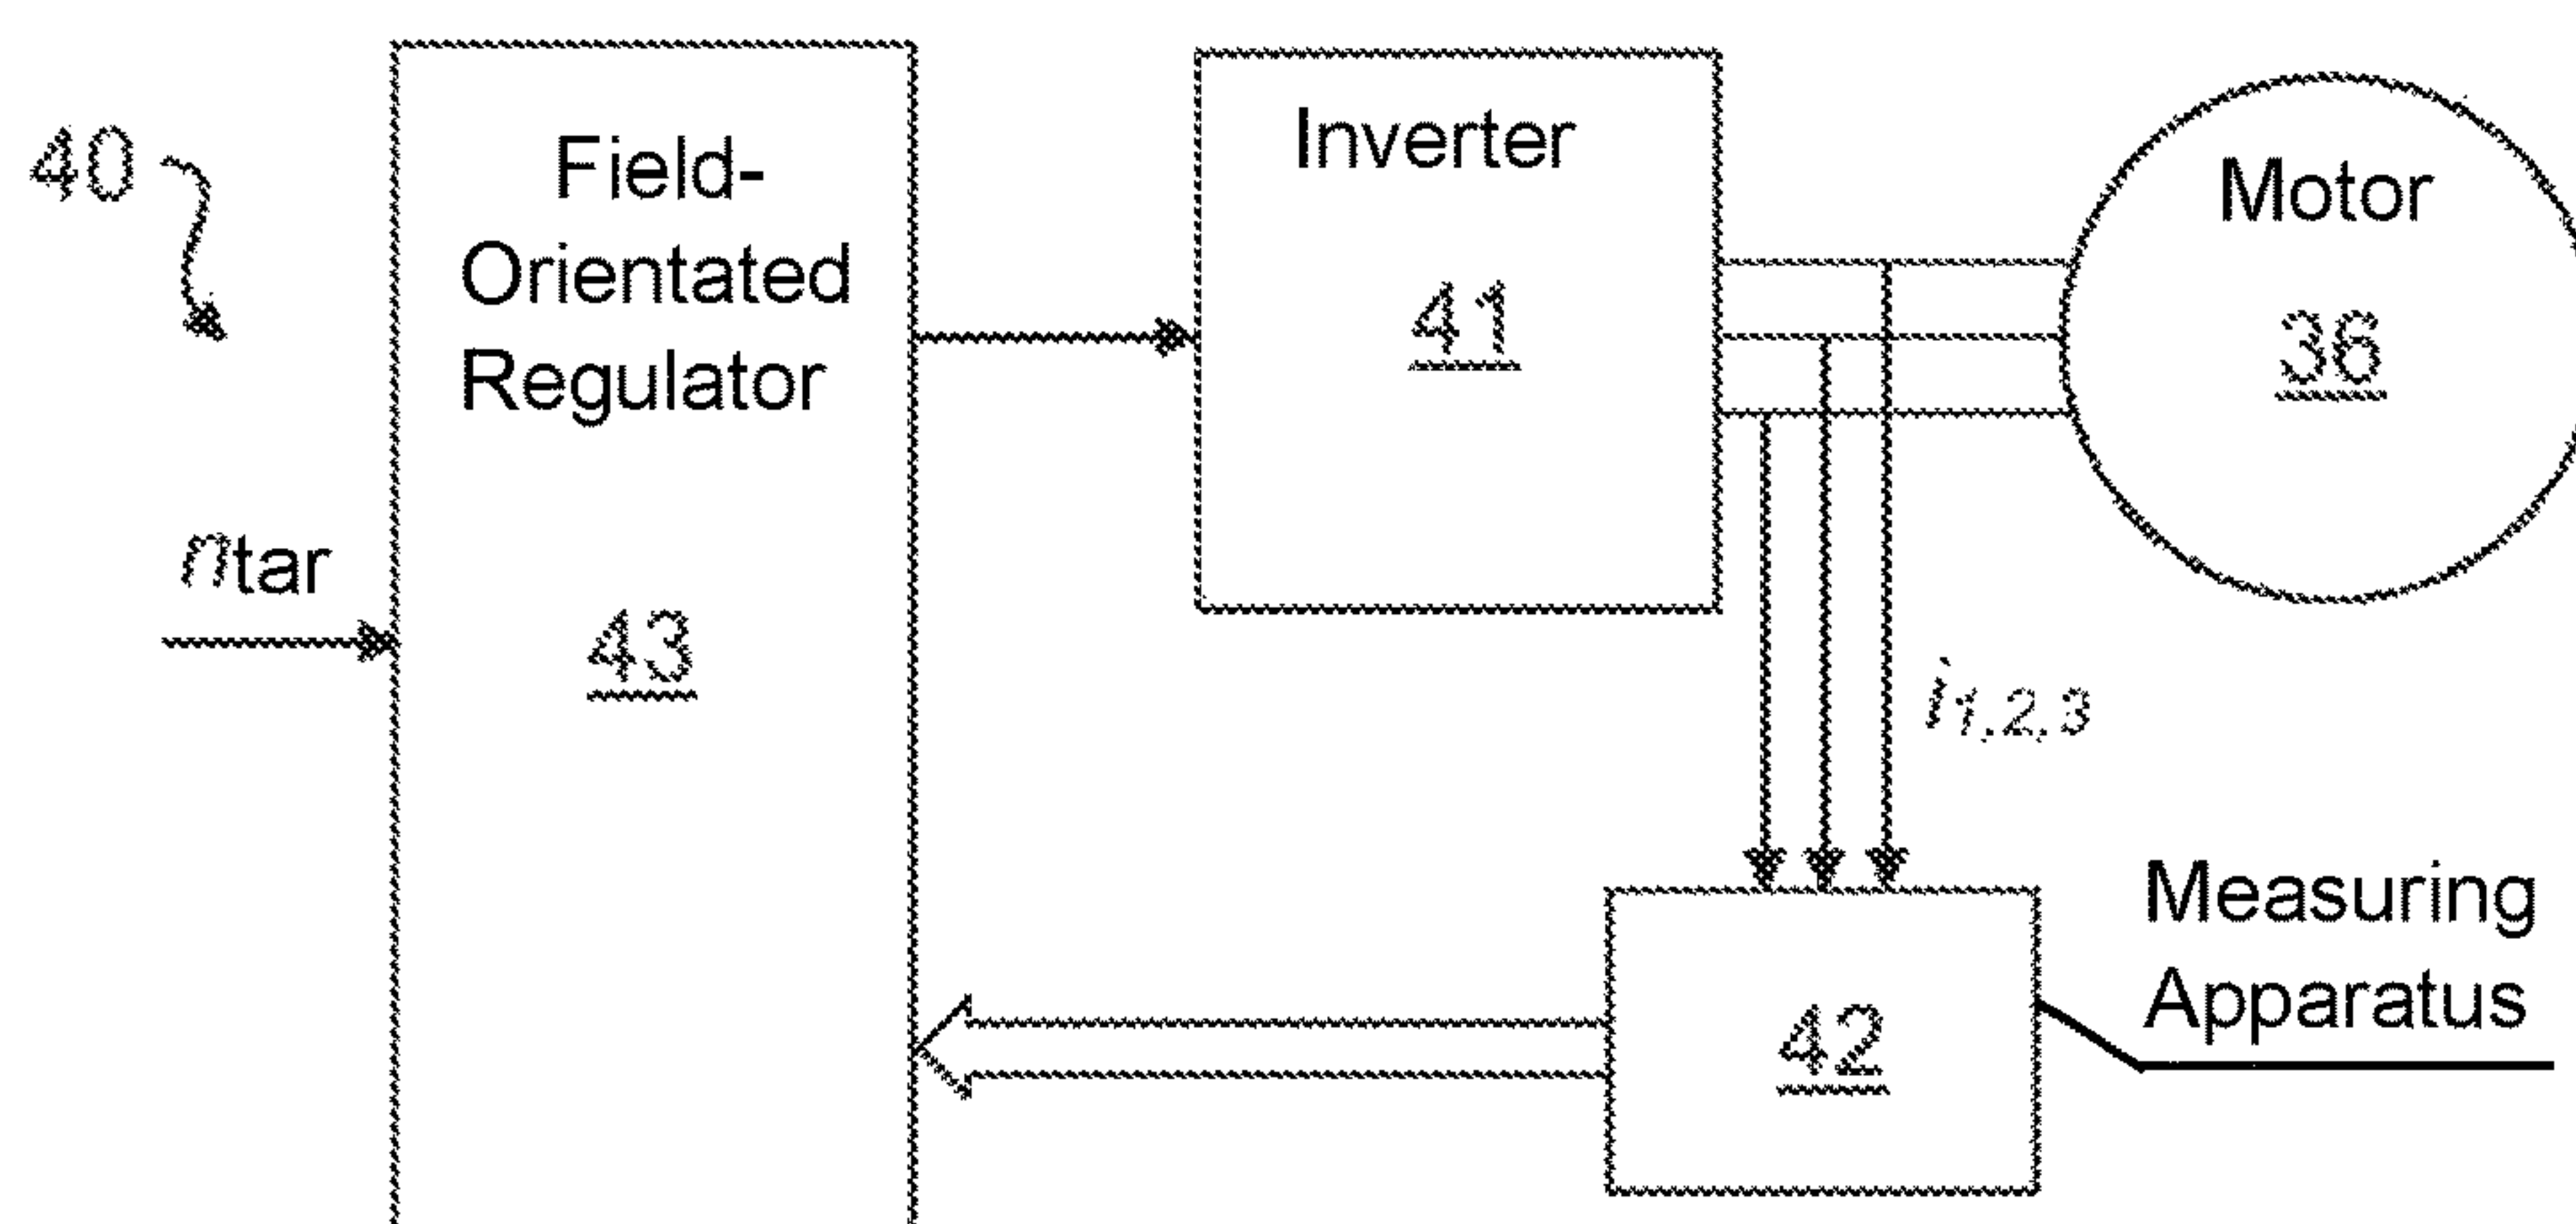 40
Field-
Orientated
Regulator
43
Inverter
41
Motor
36
ntar
i1,2,3
42
Measuring
Apparatus